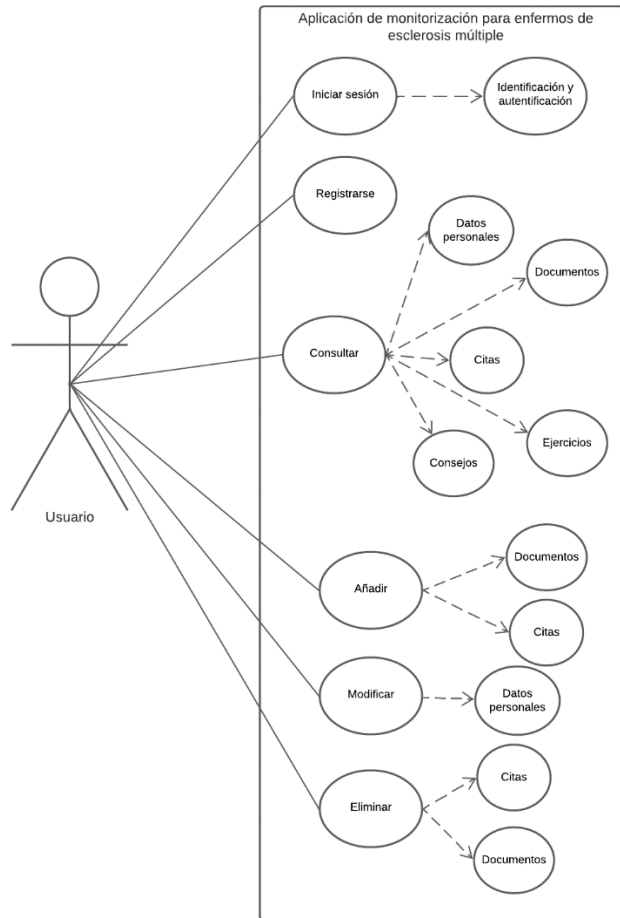 Aplicación de monitorización para enfermos de
esclerosis múltiple
Iniciar sesión
Identificación y
autentificación
Registrarse
Datos
personales
Documentos
Consultar
Citas
Ejercicios
Consejos
Usuario
Añadir
Documentos
Citas
Modificar
Datos
personales
Eliminar
Citas
Documentos